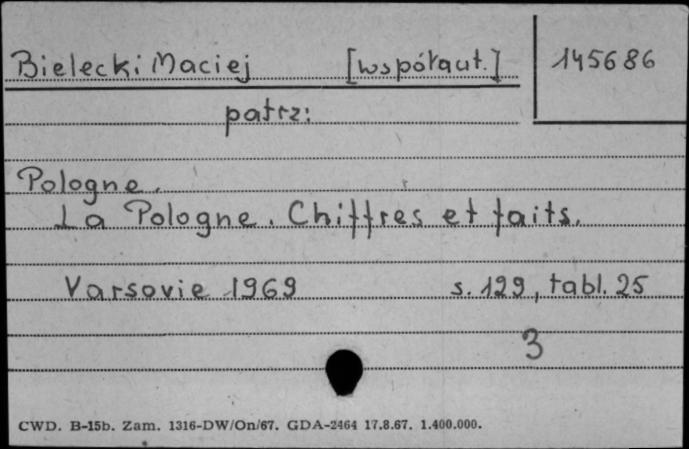 Bielecki Maciej [współaut.] 145686
patrz:
Pologne.
La Pologne. Chiffres et faits.
Varsovie 1969 s. 129, tabl. 25
3
CWD. B-15b. Zam. 1316-DW/On/67. GDA-2464 17.8.67. 1.400.000.